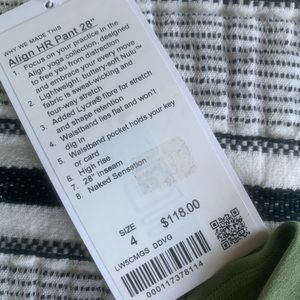 WHY WE MADE THIS
Align HR Pant 28"
1. Focus on your practice in the
Align yoga collection, designed
to free you from distraction
and embrace your every move
2. Lightweight, buttery-soft Nulu™
fabric is sweat-wicking and
four-way stretch
3. Added Lycra® fibre for stretch
and shape retention
4. Waistband lies flat and won't
dig in
5. Waistband pocket holds your key
or card
6. High rise
7. 28" inseam
8. Naked Sensation
SIZE
4
$118.00
LW5CMGS DDVG
000117378114